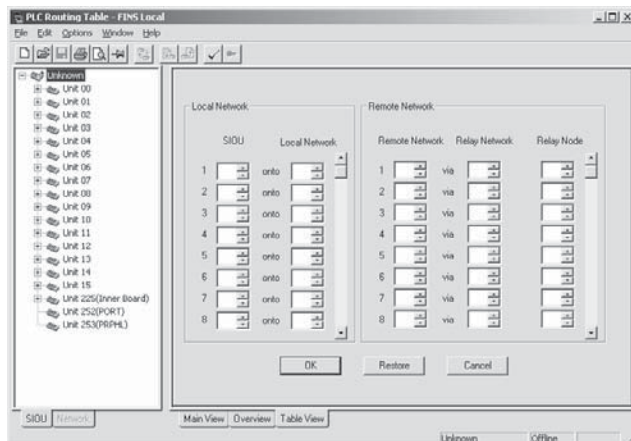 PLC Routing Table - FINS Local
File Edit Options Window Help
Unknown
Unit 00
Unit 01
Unit 02
Unit 03
Unit 04
Unit 05
Unit 06
Unit 07
Unit 08
Unit 09
Unit 10
Unit 11
Unit 12
Unit 13
Unit 14
Unit 15
Unit 225(Inner Board)
Unit 252(PORT)
Unit 253(PRPHL)
SIOU Network
Local Network
SIOU Local Network
1 onto
2 onto
3 onto
4 onto
5 onto
6 onto
7 onto
8 onto
Remote Network
Remote Network Relay Network Relay Node
1 via
2 via
3 via
4 via
5 via
6 via
7 via
8 via
OK Restore Cancel
Main View Overview Table View
Unknown Offline